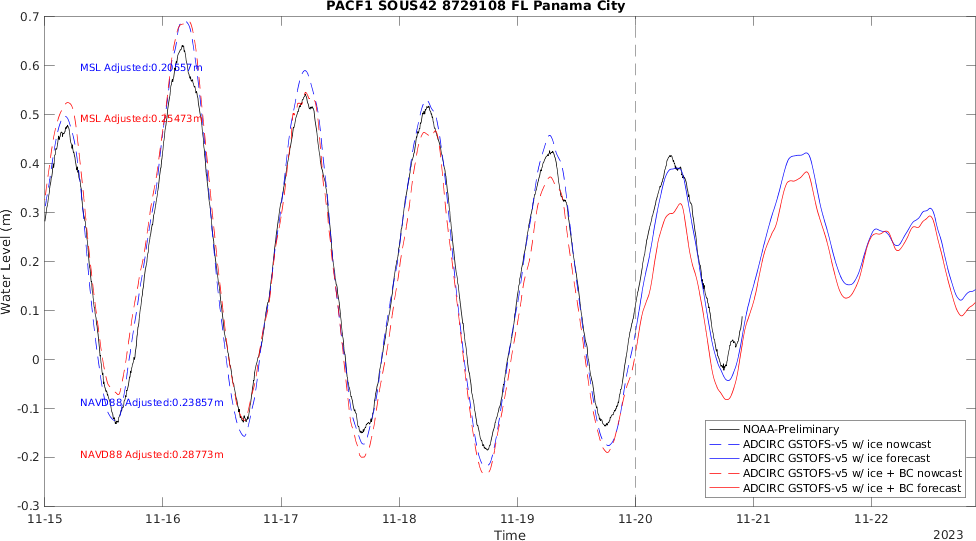 PACF1 SOUS42 8729108 FL Panama City
Water Level (m)
0.7
0.6
0.5
0.4
0.3
0.2
0.1
0
-0.1
-0.2
-0.3
MSL Adjusted:0.20657m
MSL Adjusted:0.25473m
NAVD88 Adjusted:0.23857m
NAVD88 Adjusted:0.28773m
NOAA-Preliminary
ADCIRC GSTOFS-v5 w/ ice nowcast
ADCIRC GSTOFS-v5 w/ ice forecast
ADCIRC GSTOFS-v5 w/ ice + BC nowcast
ADCIRC GSTOFS-v5 w/ ice + BC forecast
11-15 11-16 11-17 11-18 11-19 11-20 11-21 11-22
Time
2023